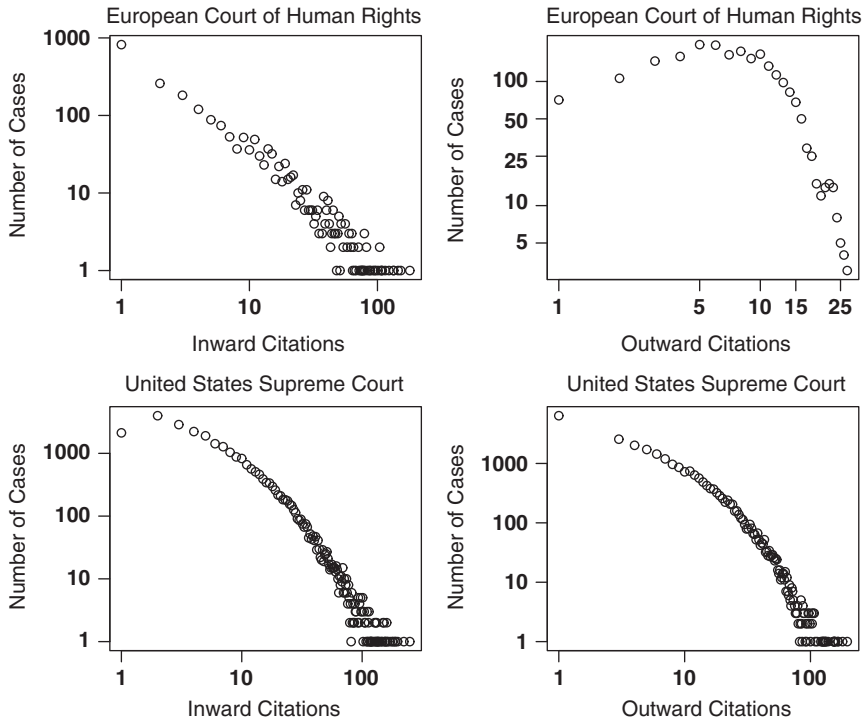 European Court of Human Rights
Number of Cases
1000
100
10
1
1 10 100
Inward Citations
European Court of Human Rights
Number of Cases
100
50
25
10
5
1 5 10 15 25
Outward Citations
United States Supreme Court
Number of Cases
1000
100
10
1
1 10 100
Inward Citations
United States Supreme Court
Number of Cases
1000
100
10
1
1 10 100
Outward Citations